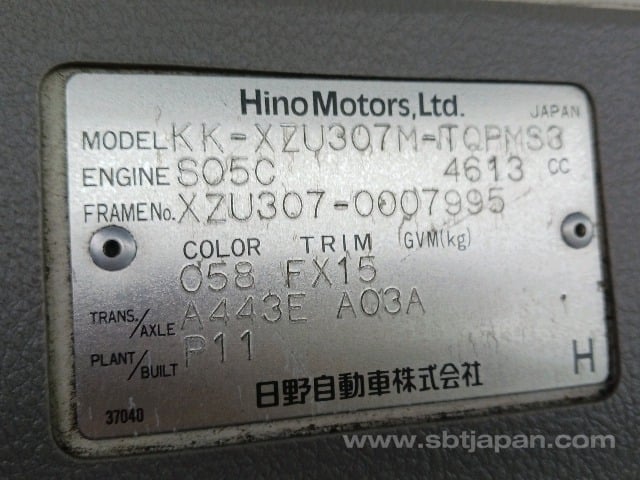 Hino Motors, Ltd.
JAPAN
MODEL KK-XZU307M-TQPMS3
ENGINE S05C 4613 CC
FRAME No. XZU307-0007995
COLOR TRIM GVM(kg)
058 FX15
TRANS./AXLE A443E A03A
PLANT/BUILT P11
H
日野自動車株式会社
37040
www.sbtjapan.com